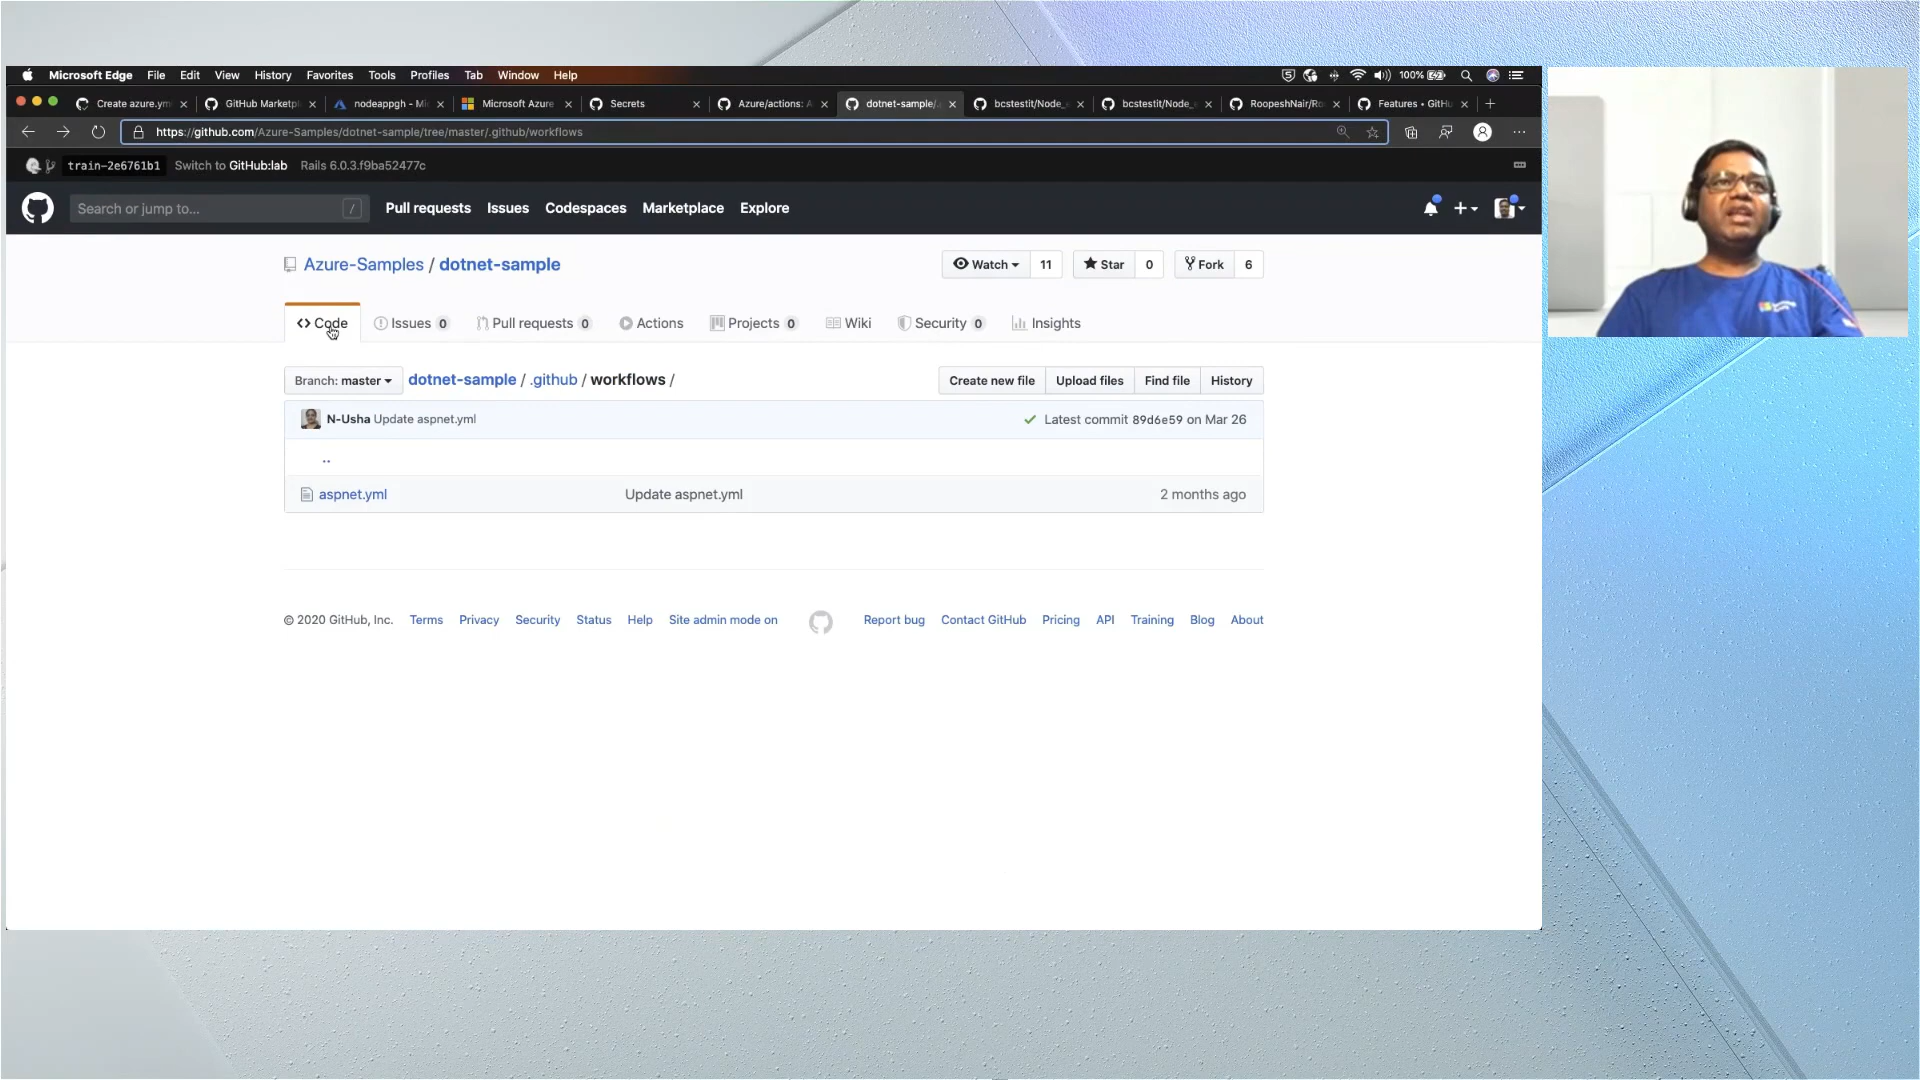 Microsoft Edge File Edit View History Favorites Tools Profiles Tab Window Help 100%
Create azure.ym GitHub Marketpl nodeappgh - Mi Microsoft Azure Secrets Azure/actions: A dotnet-sample/. bcstestit/Node_ bcstestit/Node_ RoopeshNair/Ro Features • GitHu
https://github.com/Azure-Samples/dotnet-sample/tree/master/.github/workflows
train-2e6761b1 Switch to GitHub:lab Rails 6.0.3.f9ba52477c
Search or jump to... / Pull requests Issues Codespaces Marketplace Explore
Azure-Samples / dotnet-sample Watch 11 Star 0 Fork 6
Code Issues 0 Pull requests 0 Actions Projects 0 Wiki Security 0 Insights
Branch: master dotnet-sample / .github / workflows / Create new file Upload files Find file History
N-Usha Update aspnet.yml Latest commit 89d6e59 on Mar 26
..
aspnet.yml Update aspnet.yml 2 months ago
© 2020 GitHub, Inc. Terms Privacy Security Status Help Site admin mode on Report bug Contact GitHub Pricing API Training Blog About